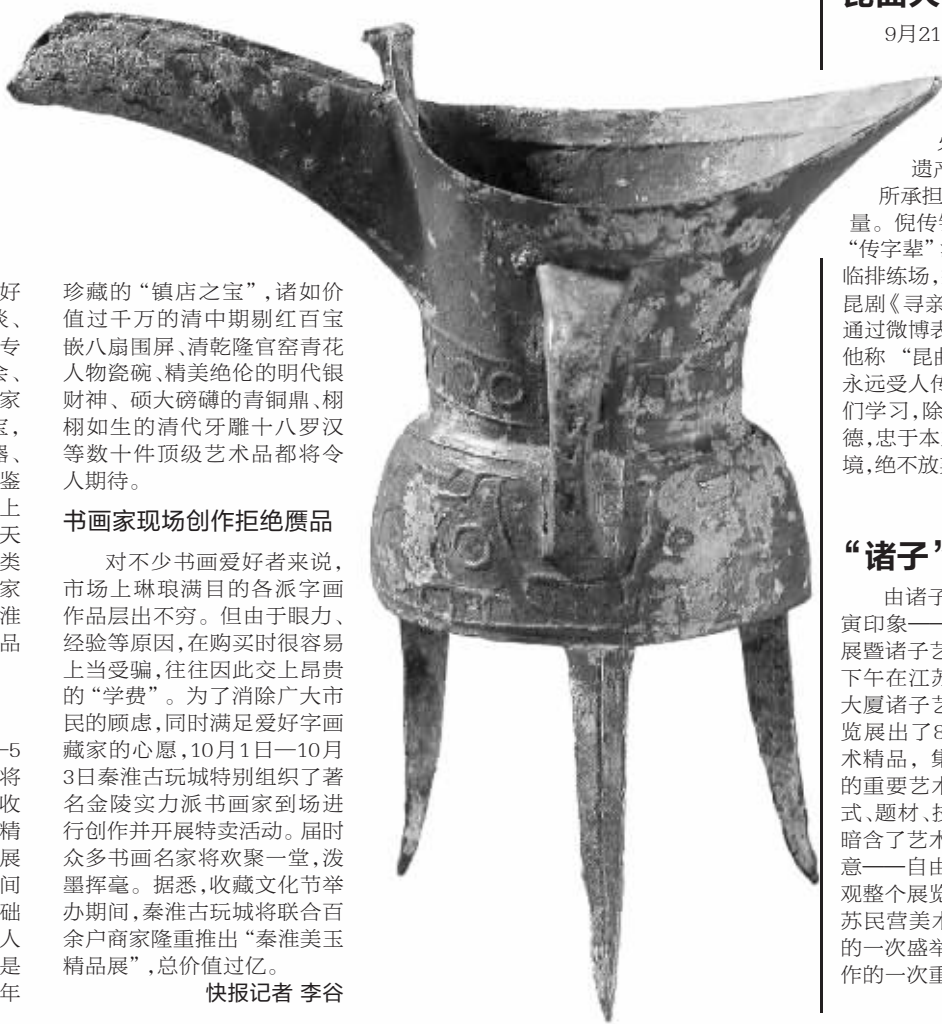 好
专
家
鉴
上
天
类
家
淮
品
5
将
收
精
展
间
础
人
是
年
珍藏的“镇店之宝”,诸如价
值过千万的清中期剔红百宝
嵌八扇围屏、清乾隆官窑青花
人物瓷碗、精美绝伦的明代银
财神、硕大磅礴的青铜鼎、栩
栩如生的清代牙雕十八罗汉
等数十件顶级艺术品都将令
人期待。
书画家现场创作拒绝赝品
对不少书画爱好者来说,
市场上琳琅满目的各派字画
作品层出不穷。但由于眼力、
经验等原因,在购买时很容易
上当受骗,往往因此交上昂贵
的“学费”。为了消除广大市
民的顾虑,同时满足爱好字画
藏家的心愿,10月1日—10月
3日秦淮古玩城特别组织了著
名金陵实力派书画家到场进
行创作并开展特卖活动。届时
众多书画名家将欢聚一堂,泼
墨挥毫。据悉,收藏文化节举
办期间,秦淮古玩城将联合百
余户商家隆重推出“秦淮美玉
精品展”,总价值过亿。
快报记者 李谷
9月21
遗产
所承担
量。倪传
“传字辈”
临排练场,
昆剧《寻亲
通过微博表
他称 “昆曲
永远受人传
们学习,除
德,忠于本
境,绝不放
“诸子”
由诸子
寅印象——
展暨诸子艺
下午在江苏
大厦诸子艺
览展出了8
术精品, 集
的重要艺术
式、题材、技
暗含了艺术
意——自由
观整个展览
苏民营美术
的一次盛举
作的一次重